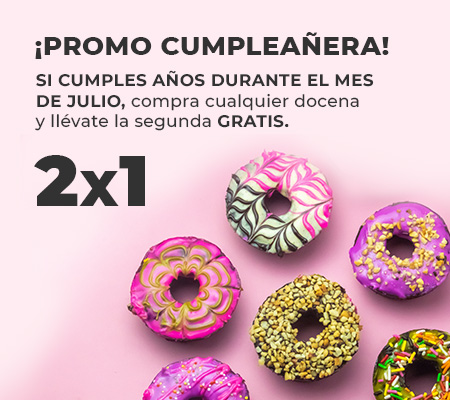 ¡PROMO CUMPLEAÑERA!
SI CUMPLES AÑOS DURANTE EL MES
DE JULIO, compra cualquier docena
y llévate la segunda GRATIS.
2x1